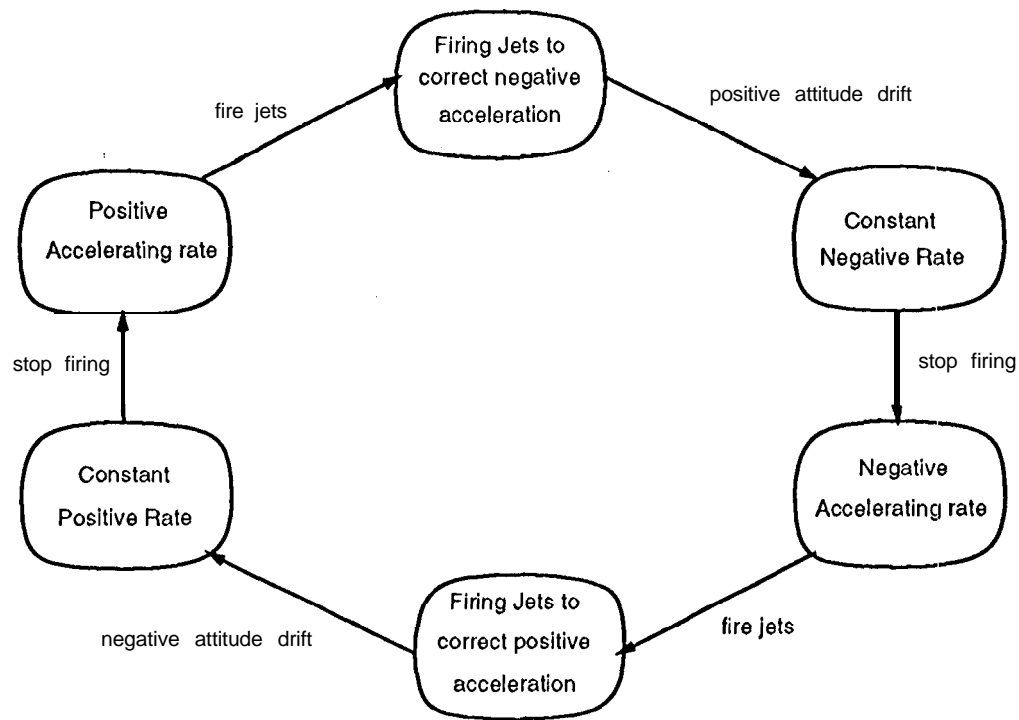 Firing Jets to
correct negative
acceleration
positive attitude drift
fire jets
Positive
Accelerating rate
Constant
Negative Rate
stop firing
stop firing
Constant
Positive Rate
Negative
Accelerating rate
Firing Jets to
correct positive
acceleration
fire jets
negative attitude drift